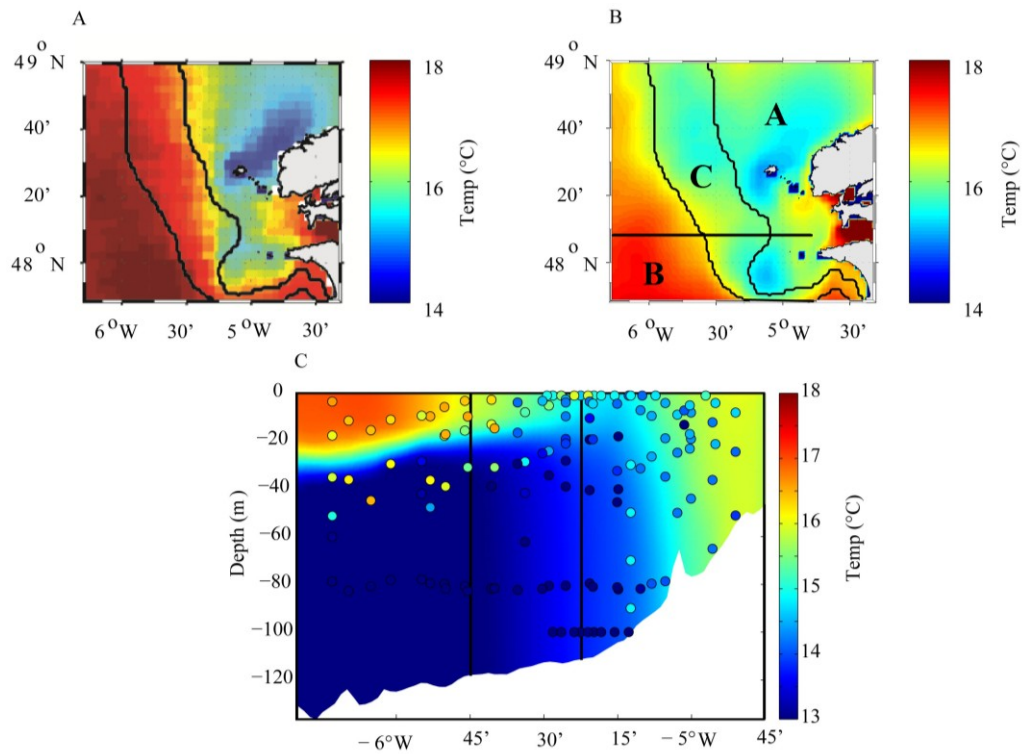 A
49 °N
40'
20'
48 °N
6 °W 30' 5 °W 30'
18
16
14
Temp (°C)
B
49 °N
40'
20'
48 °N
6 °W 30' 5 °W 30'
A
C
B
18
16
14
Temp (°C)
C
0
−20
−40
−60
−80
−100
−120
Depth (m)
−6°W 45' 30' 15' −5°W 45'
18
17
16
15
14
13
Temp (°C)